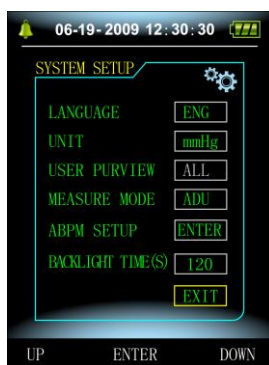 06-19-2009 12:30:30
SYSTEM SETUP
LANGUAGE ENG
UNIT mmHg
USER PURVIEW ALL
MEASURE MODE ADU
ABPM SETUP ENTER
BACKLIGHT TIME(S) 120
EXIT
UP ENTER DOWN